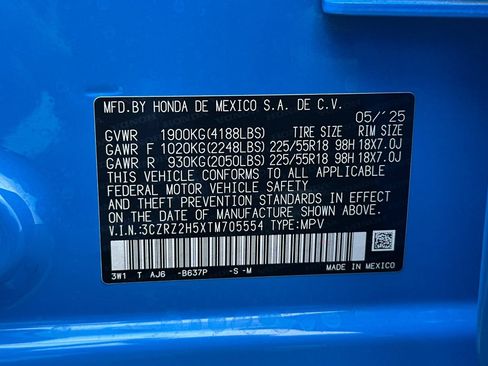 MFD.BY HONDA DE MEXICO S.A. DE C.V.
05/'25
GVWR 1900KG(4188LBS) TIRE SIZE RIM SIZE
GAWR F 1020KG(2248LBS) 225/55R18 98H 18X7.0J
GAWR R 930KG(2050LBS) 225/55R18 98H 18X7.0J
THIS VEHICLE CONFORMS TO ALL APPLICABLE
FEDERAL MOTOR VEHICLE SAFETY
AND THEFT PREVENTION STANDARDS IN EFFECT
ON THE DATE OF MANUFACTURE SHOWN ABOVE.
V.I.N.:3CZRZ2H5XTM705554 TYPE:MPV
3W1 T AJ6 -B637P -S -M MADE IN MEXICO